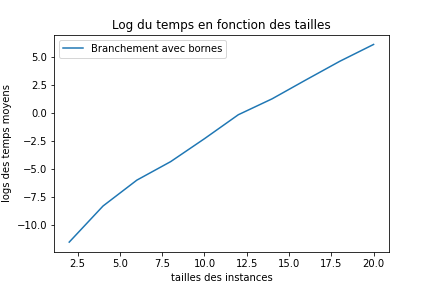 Log du temps en fonction des tailles
Branchement avec bornes
logs des temps moyens
5.0
2.5
0.0
−2.5
−5.0
−7.5
−10.0
2.5 5.0 7.5 10.0 12.5 15.0 17.5 20.0
tailles des instances